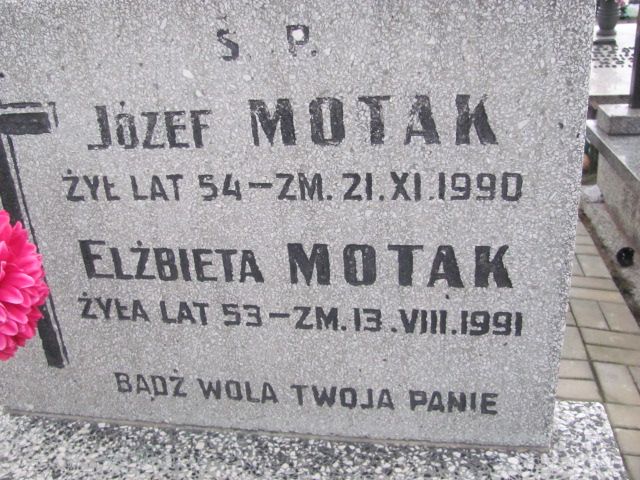 Ś. P.
JÓZEF MOTAK
ŻYŁ LAT 54 – ZM. 21.XI.1990
ELŻBIETA MOTAK
ŻYŁA LAT 53 – ZM. 13.VIII.1991
BĄDŹ WOLA TWOJA PANIE